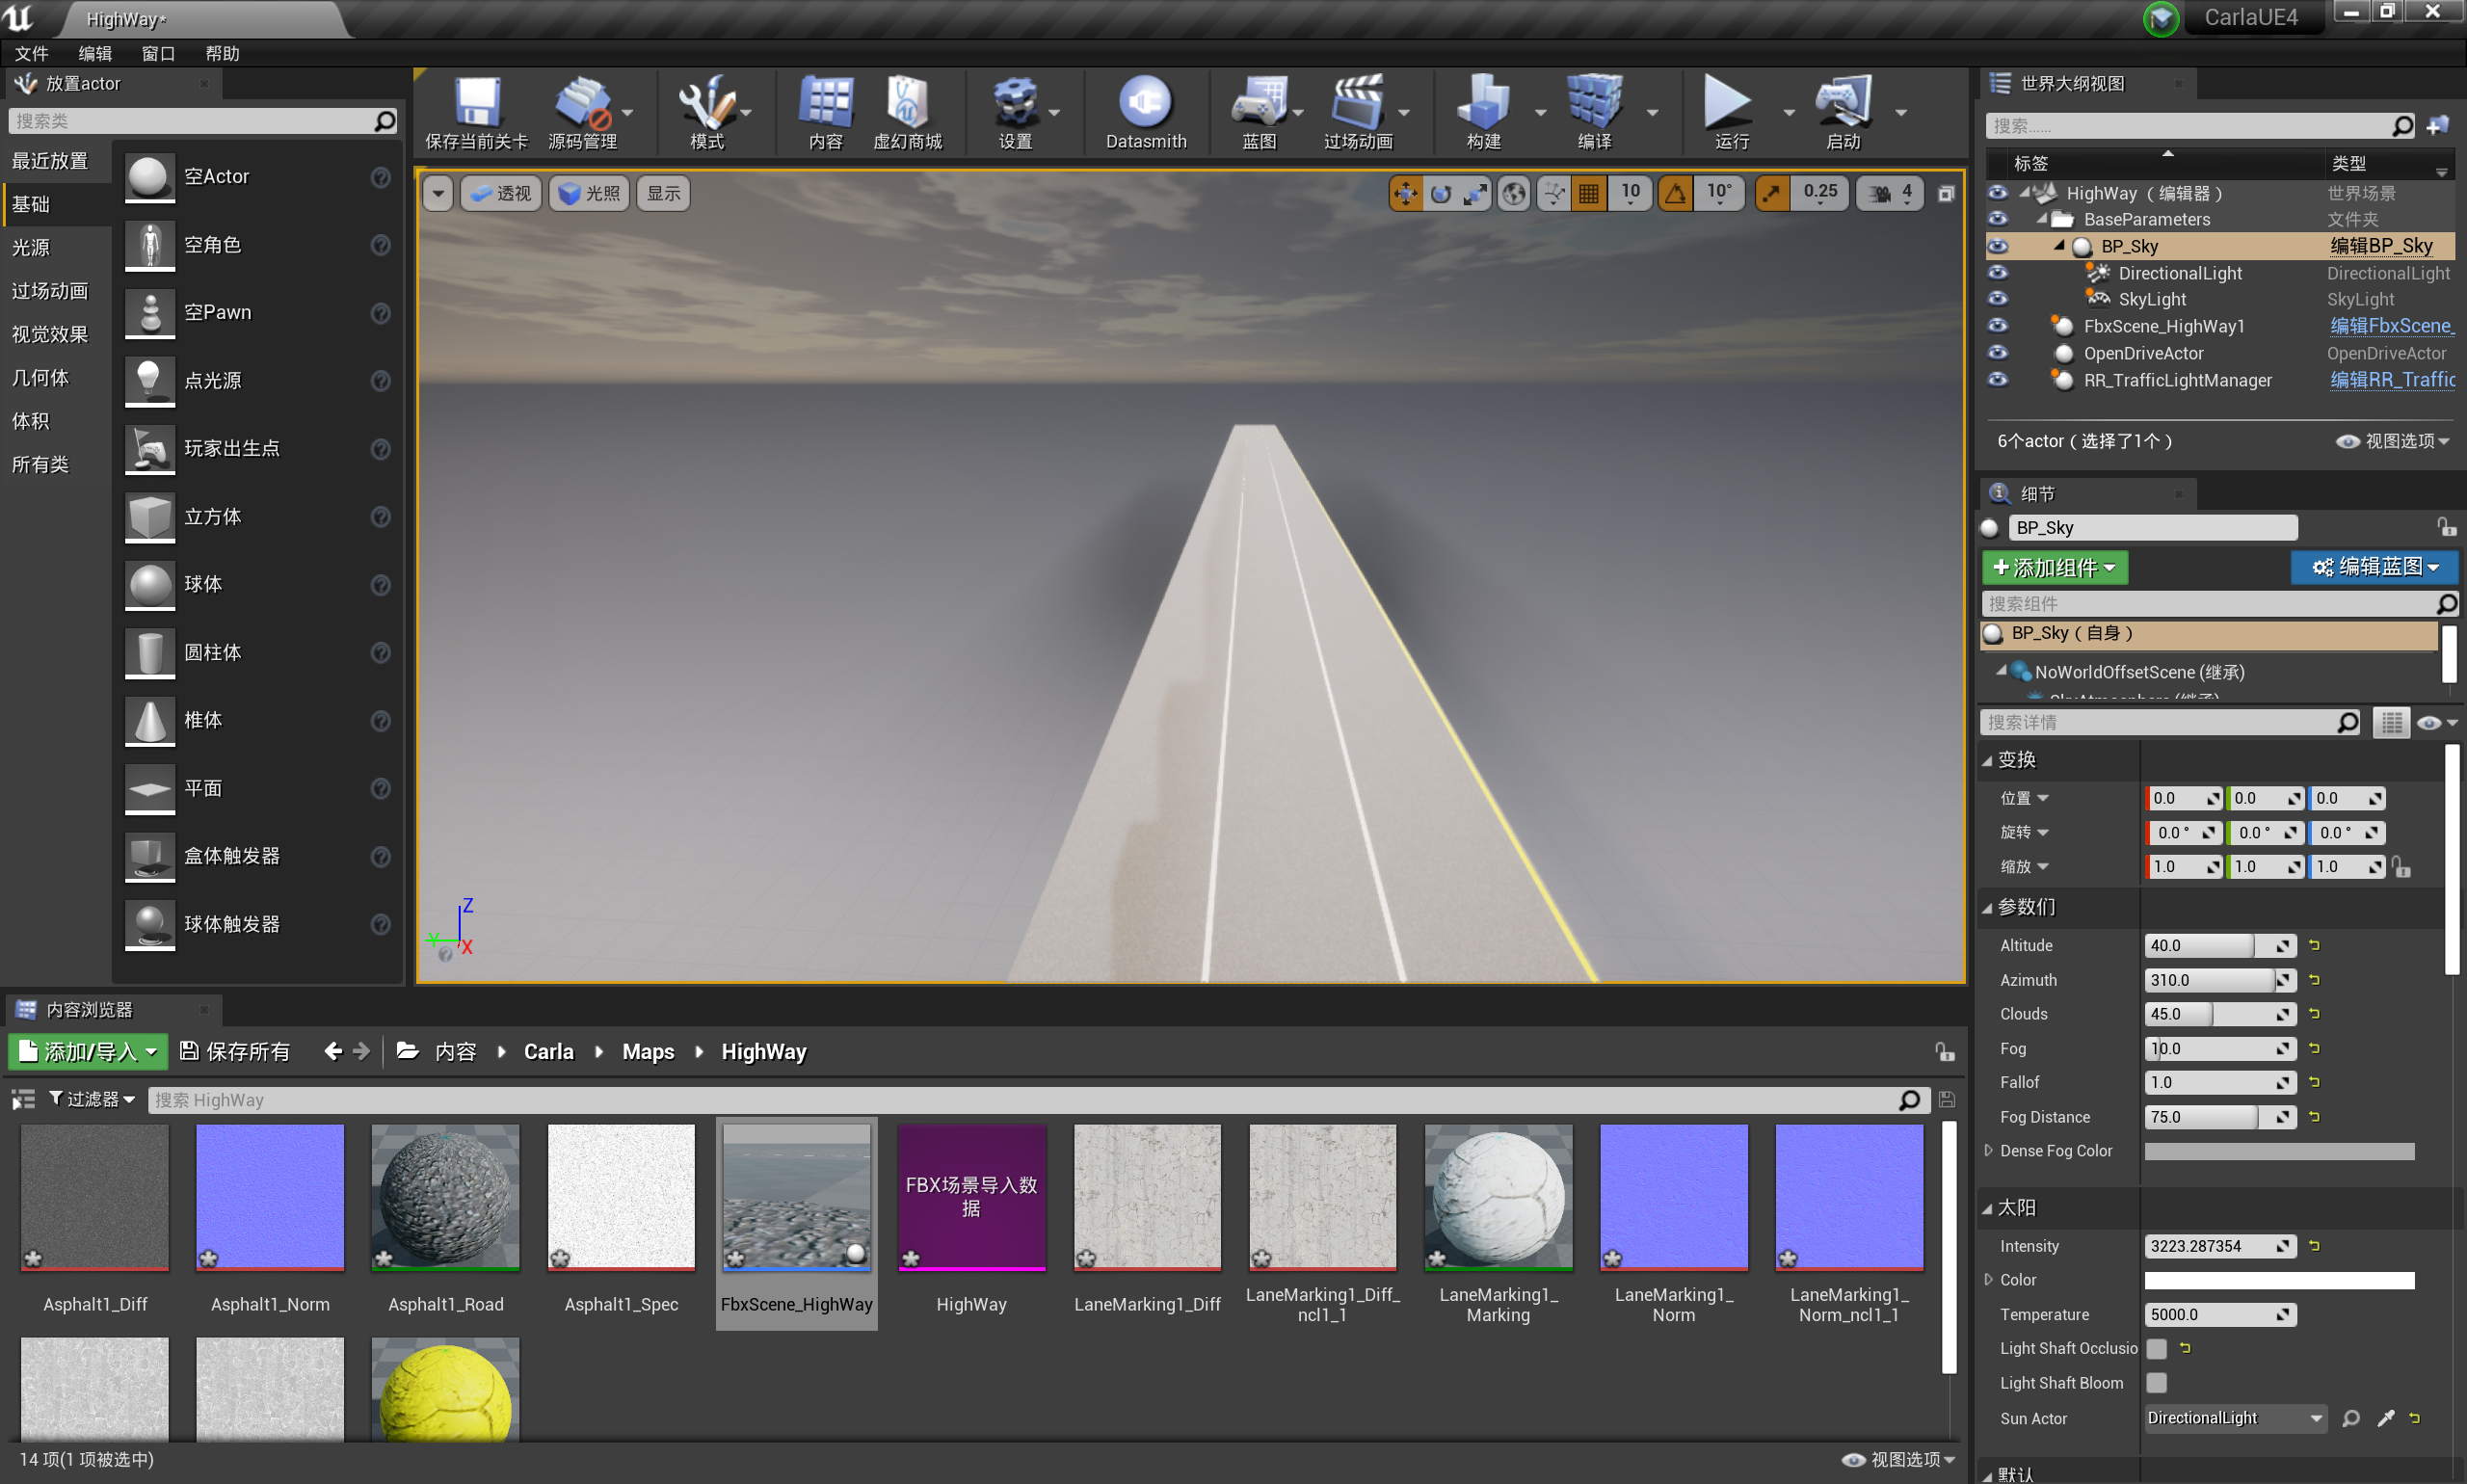 HighWay*
CarlaUE4
文件 编辑 窗口 帮助
放置actor
搜索类
最近放置
基础
光源
过场动画
视觉效果
几何体
体积
所有类
空Actor
空角色
空Pawn
点光源
玩家出生点
立方体
球体
圆柱体
椎体
平面
盒体触发器
球体触发器
保存当前关卡 源码管理 模式 内容 虚幻商城 设置 Datasmith 蓝图 过场动画 构建 编译 运行 启动
透视 光照 显示
10 10° 0.25 4
Z
Y
X
世界大纲视图
搜索......
标签 类型
HighWay（编辑器） 世界场景
BaseParameters 文件夹
BP_Sky 编辑BP_Sky
DirectionalLight DirectionalLight
SkyLight SkyLight
FbxScene_HighWay1 编辑FbxScene_
OpenDriveActor OpenDriveActor
RR_TrafficLightManager 编辑RR_Traffic
6个actor（选择了1个） 视图选项
细节
BP_Sky
+添加组件 编辑蓝图
搜索组件
BP_Sky（自身）
NoWorldOffsetScene (继承)
SkyAtmosphere (继承)
搜索详情
变换
位置 0.0 0.0 0.0
旋转 0.0° 0.0° 0.0°
缩放 1.0 1.0 1.0
参数们
Altitude 40.0
Azimuth 310.0
Clouds 45.0
Fog 10.0
Fallof 1.0
Fog Distance 75.0
Dense Fog Color
太阳
Intensity 3223.287354
Color
Temperature 5000.0
Light Shaft Occlusio
Light Shaft Bloom
Sun Actor DirectionalLight
默认
内容浏览器
添加/导入 保存所有 内容 Carla Maps HighWay
过滤器 搜索 HighWay
FBX场景导入数
据
Asphalt1_Diff
Asphalt1_Norm
Asphalt1_Road
Asphalt1_Spec
FbxScene_HighWay
HighWay
LaneMarking1_Diff
LaneMarking1_Diff_
ncl1_1
LaneMarking1_
Marking
LaneMarking1_
Norm
LaneMarking1_
Norm_ncl1_1
14 项(1 项被选中) 视图选项